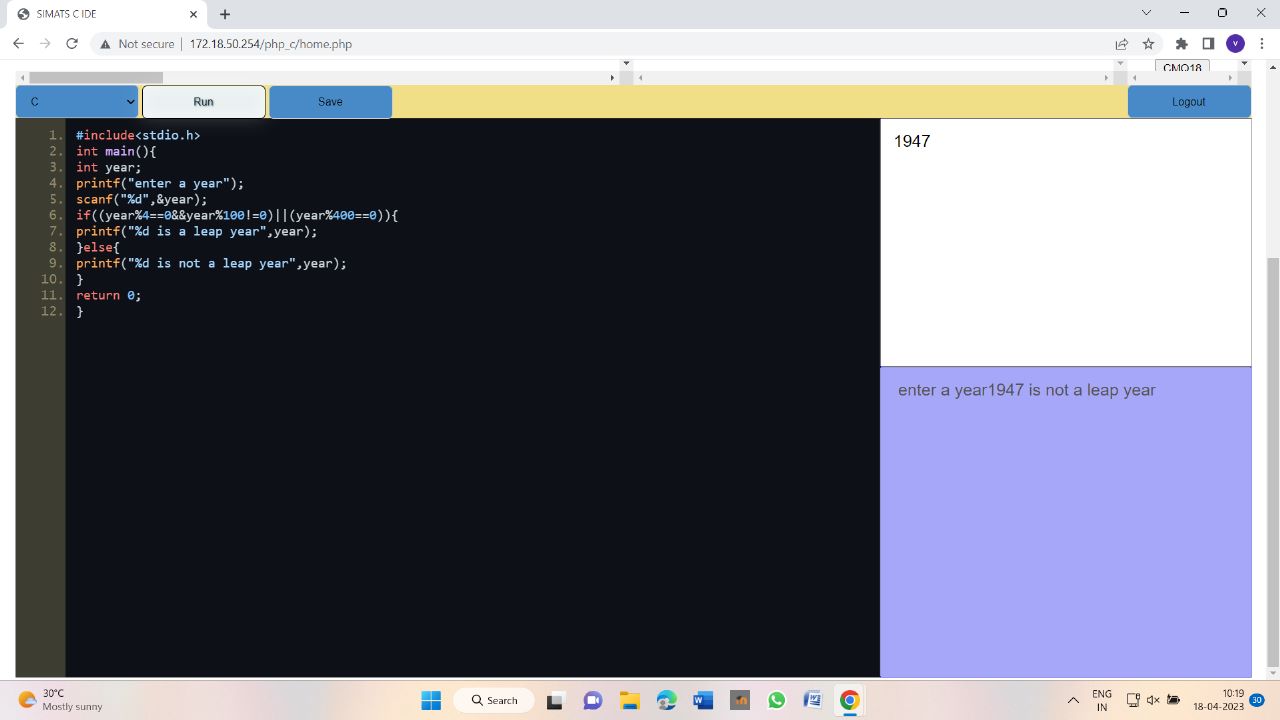 SIMATS C IDE
Not secure | 172.18.50.254/php_c/home.php
V
CMO18
C Run Save Logout
1. #include<stdio.h>
2. int main(){
3. int year;
4. printf("enter a year");
5. scanf("%d",&year);
6. if((year%4==0&&year%100!=0)||(year%400==0)){
7. printf("%d is a leap year",year);
8. }else{
9. printf("%d is not a leap year",year);
10. }
11. return 0;
12. }
1947
enter a year1947 is not a leap year
30°C
Mostly sunny
Search
ENG
IN
10:19
18-04-2023
30